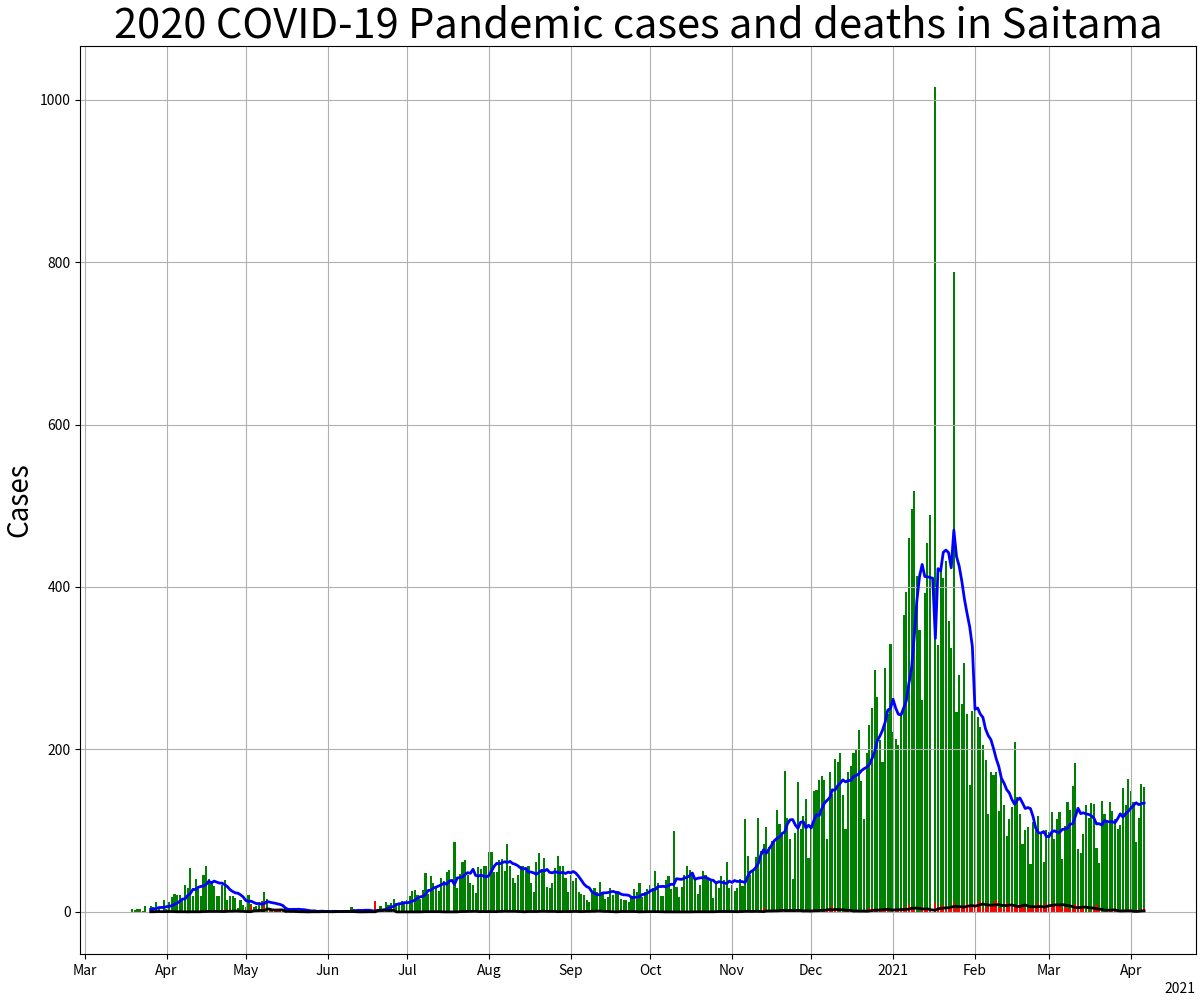 2020 COVID-19 Pandemic cases and deaths in Saitama
Cases
1000
800
600
400
200
0
Mar Apr May Jun Jul Aug Sep Oct Nov Dec 2021 Feb Mar Apr
2021